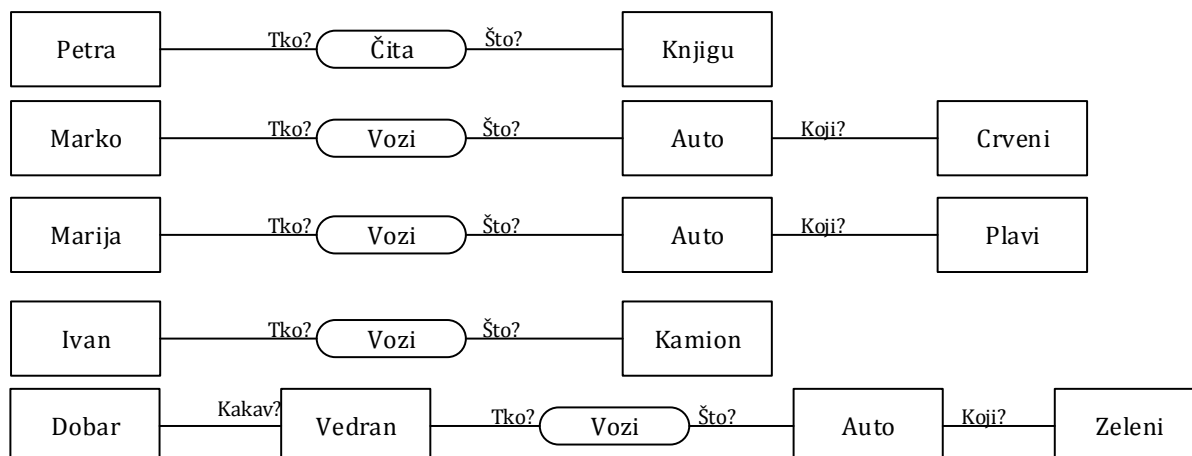 Petra Tko? Čita Što? Knjigu
Marko Tko? Vozi Što? Auto Koji? Crveni
Marija Tko? Vozi Što? Auto Koji? Plavi
Ivan Tko? Vozi Što? Kamion
Dobar Kakav? Vedran Tko? Vozi Što? Auto Koji? Zeleni